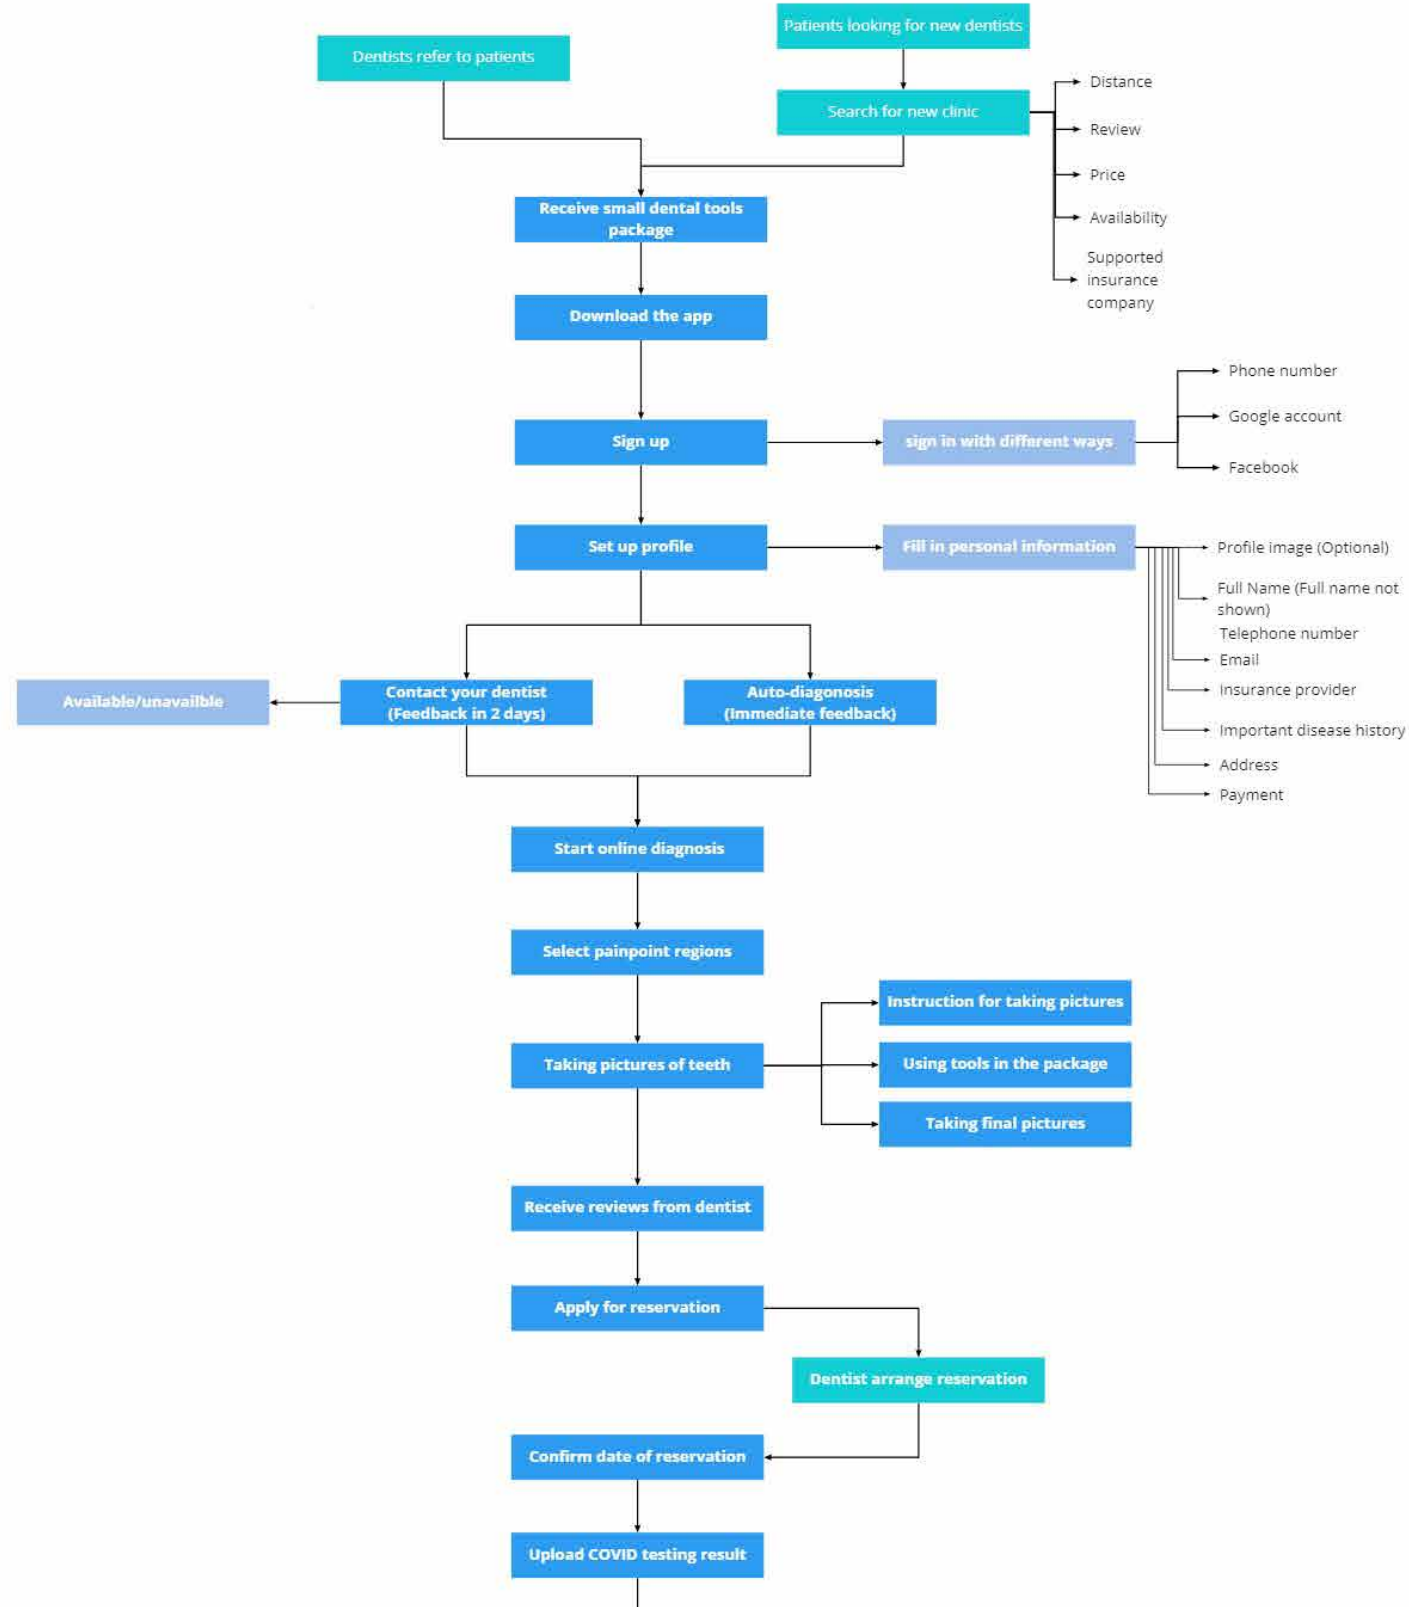 Patients looking for new dentists
Dentists refer to patients
Search for new clinic
Distance
Review
Price
Availability
Supported
insurance
company
Receive small dental tools
package
Download the app
Sign up
sign in with different ways
Phone number
Google account
Facebook
Set up profile
Fill in personal information
Profile image (Optional)
Full Name (Full name not
shown)
Telephone number
Email
Insurance provider
Important disease history
Address
Payment
Available/unavailble
Contact your dentist
(Feedback in 2 days)
Auto-diagonosis
(Immediate feedback)
Start online diagnosis
Select painpoint regions
Taking pictures of teeth
Instruction for taking pictures
Using tools in the package
Taking final pictures
Receive reviews from dentist
Apply for reservation
Dentist arrange reservation
Confirm date of reservation
Upload COVID testing result